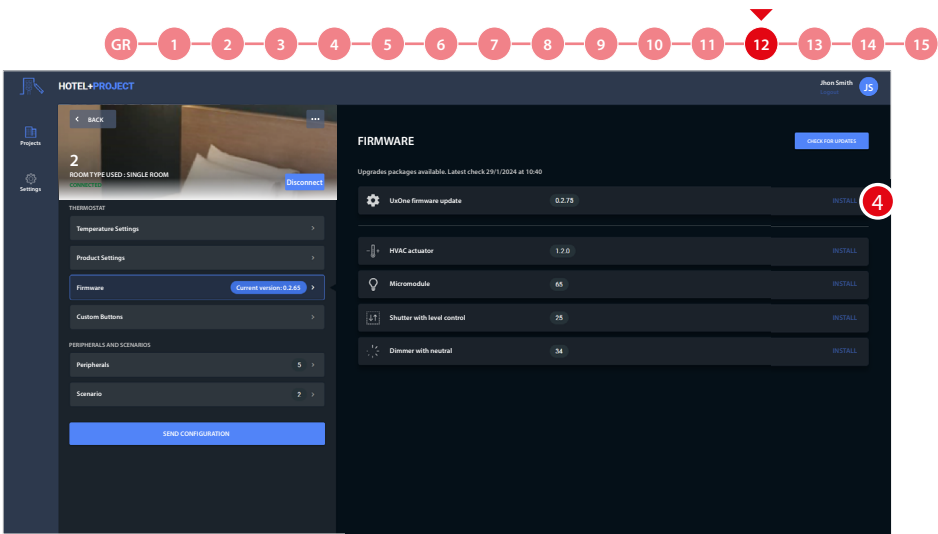 GR 1 2 3 4 5 6 7 8 9 10 11 12 13 14 15
HOTEL+PROJECT
Jhon Smith
Logout
JS
Projects
Settings
BACK
...
2
ROOM TYPE USED : SINGLE ROOM
CONNECTED
Disconnect
THERMOSTAT
Temperature Settings
Product Settings
Firmware Current version: 0.2.65
Custom Buttons
PERIPHERALS AND SCENARIOS
Peripherals 5
Scenario 2
SEND CONFIGURATION
FIRMWARE
CHECK FOR UPDATES
Upgrades packages available. Latest check 29/1/2024 at 10:40
UxOne firmware update 0.2.75 INSTALL 4
HVAC actuator 1.2.0 INSTALL
Micromodule 65 INSTALL
Shutter with level control 25 INSTALL
Dimmer with neutral 34 INSTALL